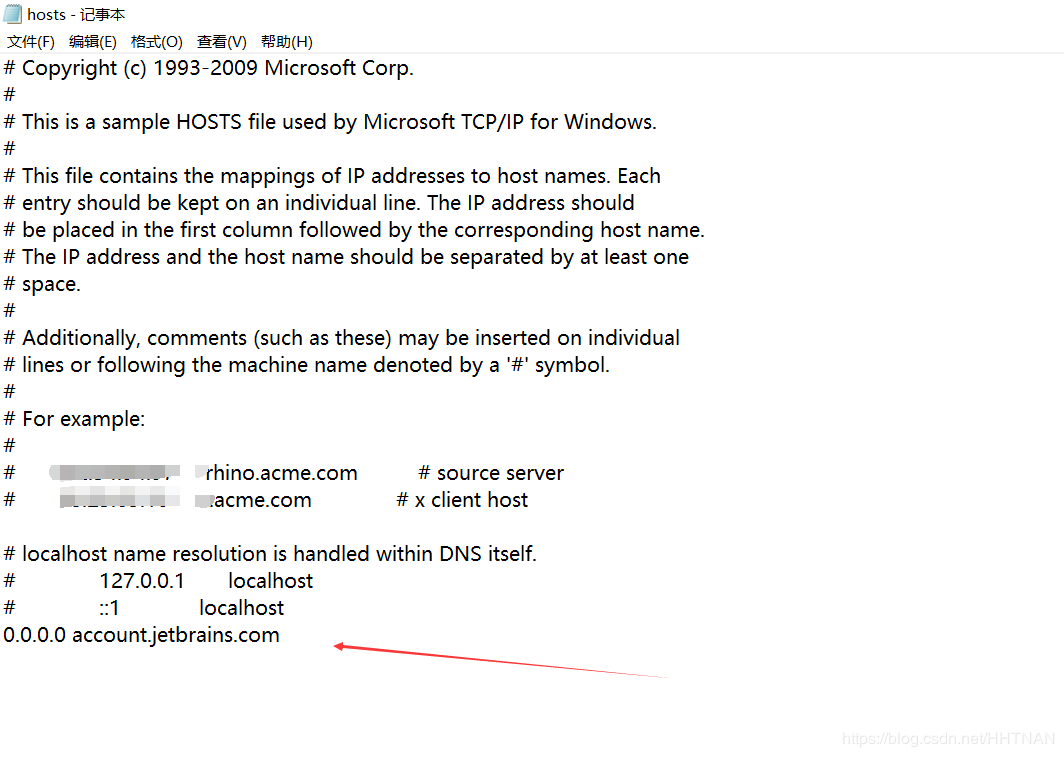 hosts - 记事本
文件(F) 编辑(E) 格式(O) 查看(V) 帮助(H)
# Copyright (c) 1993-2009 Microsoft Corp.
#
# This is a sample HOSTS file used by Microsoft TCP/IP for Windows.
#
# This file contains the mappings of IP addresses to host names. Each
# entry should be kept on an individual line. The IP address should
# be placed in the first column followed by the corresponding host name.
# The IP address and the host name should be separated by at least one
# space.
#
# Additionally, comments (such as these) may be inserted on individual
# lines or following the machine name denoted by a '#' symbol.
#
# For example:
#
# rhino.acme.com # source server
# .acme.com # x client host
# localhost name resolution is handled within DNS itself.
# 127.0.0.1 localhost
# ::1 localhost
0.0.0.0 account.jetbrains.com
https://blog.csdn.net/HHTNAN